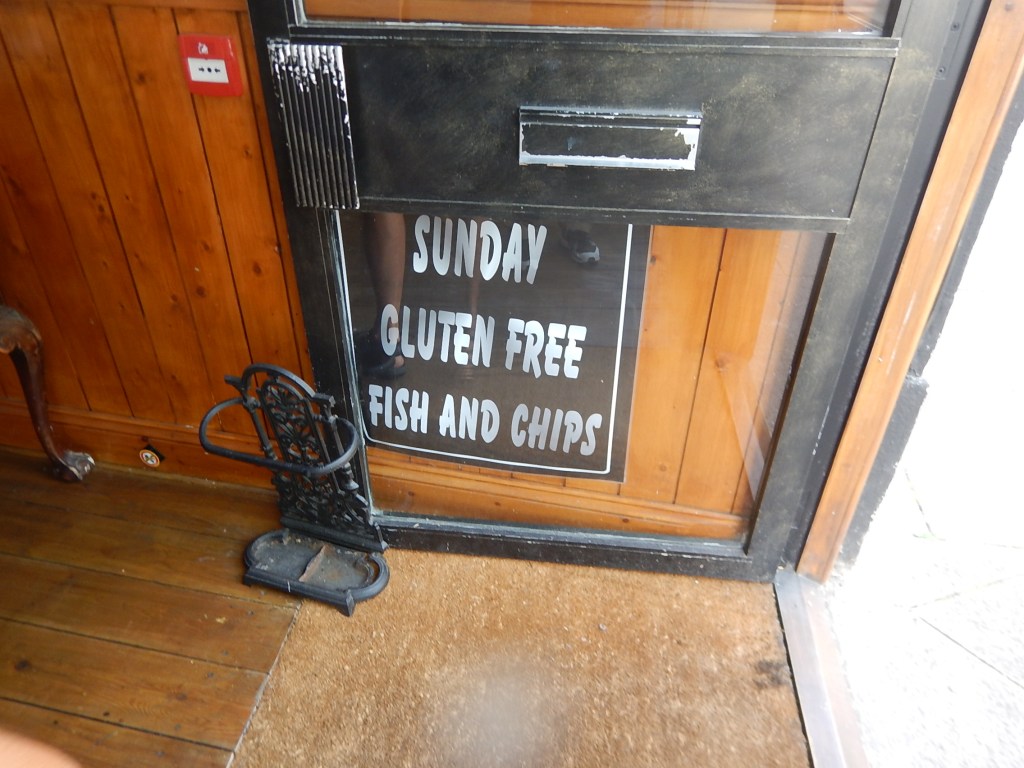 SUNDAY
GLUTEN FREE
FISH AND CHIPS